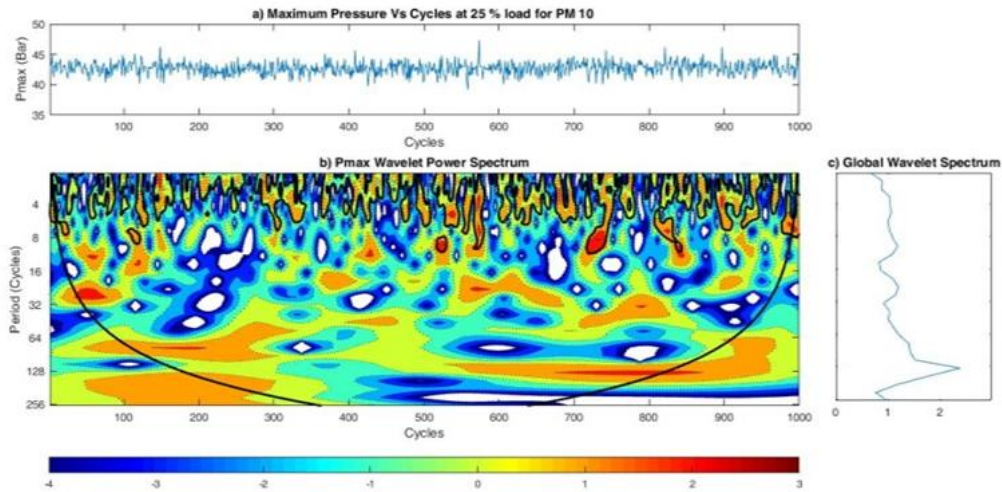 a) Maximum Pressure Vs Cycles at 25 % load for PM 10
Pmax (Bar)
50
45
40
35
100 200 300 400 500 600 700 800 900 1000
Cycles
b) Pmax Wavelet Power Spectrum
c) Global Wavelet Spectrum
Period (Cycles)
4
8
16
32
64
128
256
100 200 300 400 500 600 700 800 900 1000
Cycles
0 1 2
-4 -3 -2 -1 0 1 2 3